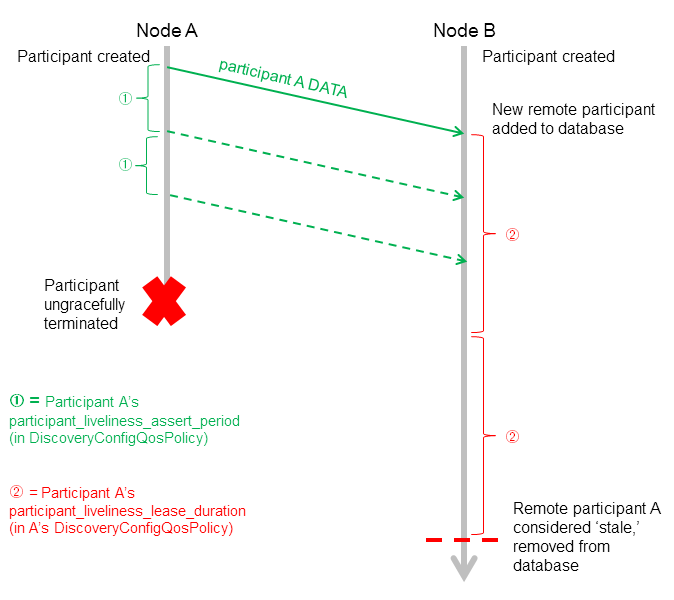 Node A
Node B
Participant created
Participant created
participant A DATA
①
New remote participant
added to database
①
②
Participant
ungracefully
terminated
① = Participant A's
participant_liveliness_assert_period
(in DiscoveryConfigQosPolicy)
②
② = Participant A's
participant_liveliness_lease_duration
(in A's DiscoveryConfigQosPolicy)
Remote participant A
considered ‘stale,’
removed from
database